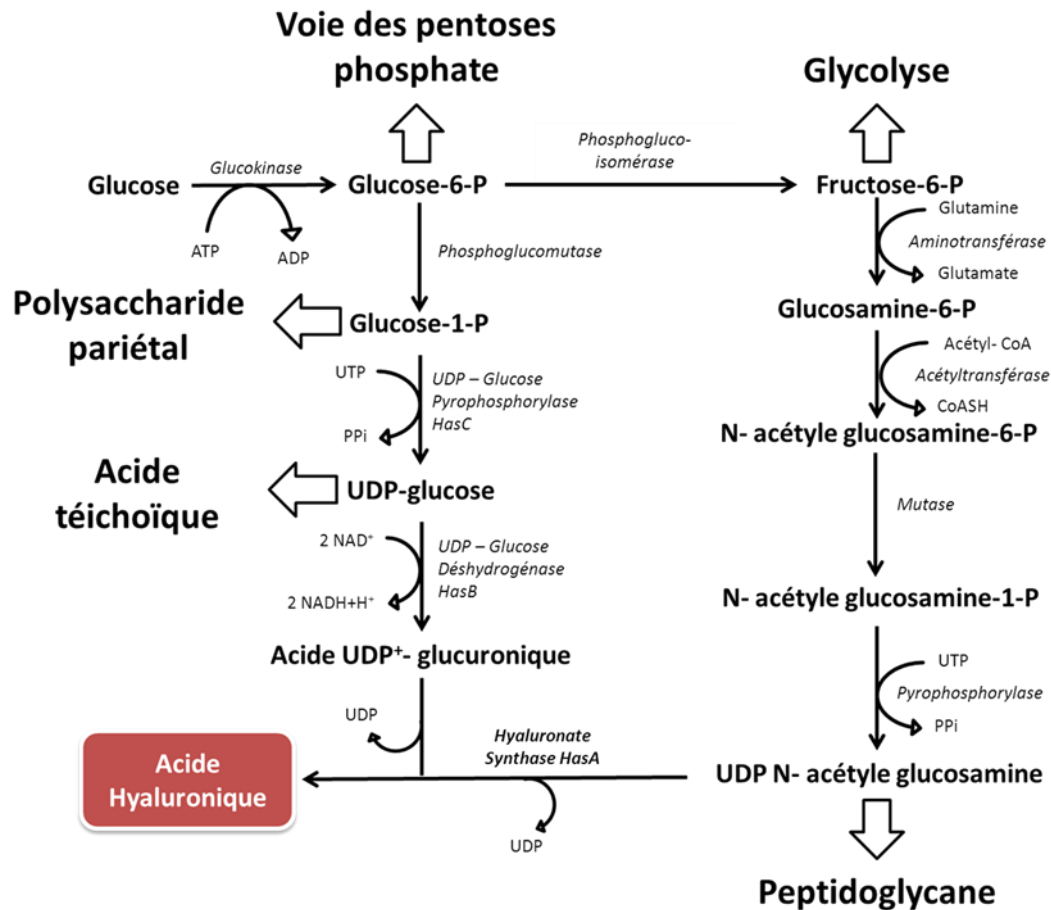 Voie des pentoses
phosphate
Glycolyse
Phosphogluco-
isomérase
Glucokinase
Glucose
Glucose-6-P
Fructose-6-P
ATP
ADP
Glutamine
Aminotransférase
Glutamate
Phosphoglucomutase
Polysaccharide
pariétal
Glucose-1-P
Glucosamine-6-P
UTP
UDP – Glucose
Pyrophosphorylase
HasC
PPi
Acétyl- CoA
Acétyltransférase
CoASH
N- acétyle glucosamine-6-P
Acide
téichoïque
UDP-glucose
Mutase
2 NAD⁺
UDP – Glucose
Déshydrogénase
HasB
2 NADH+H⁺
N- acétyle glucosamine-1-P
Acide UDP⁺- glucuronique
UTP
Pyrophosphorylase
PPi
UDP
Hyaluronate
Synthase HasA
Acide
Hyaluronique
UDP
UDP N- acétyle glucosamine
Peptidoglycane